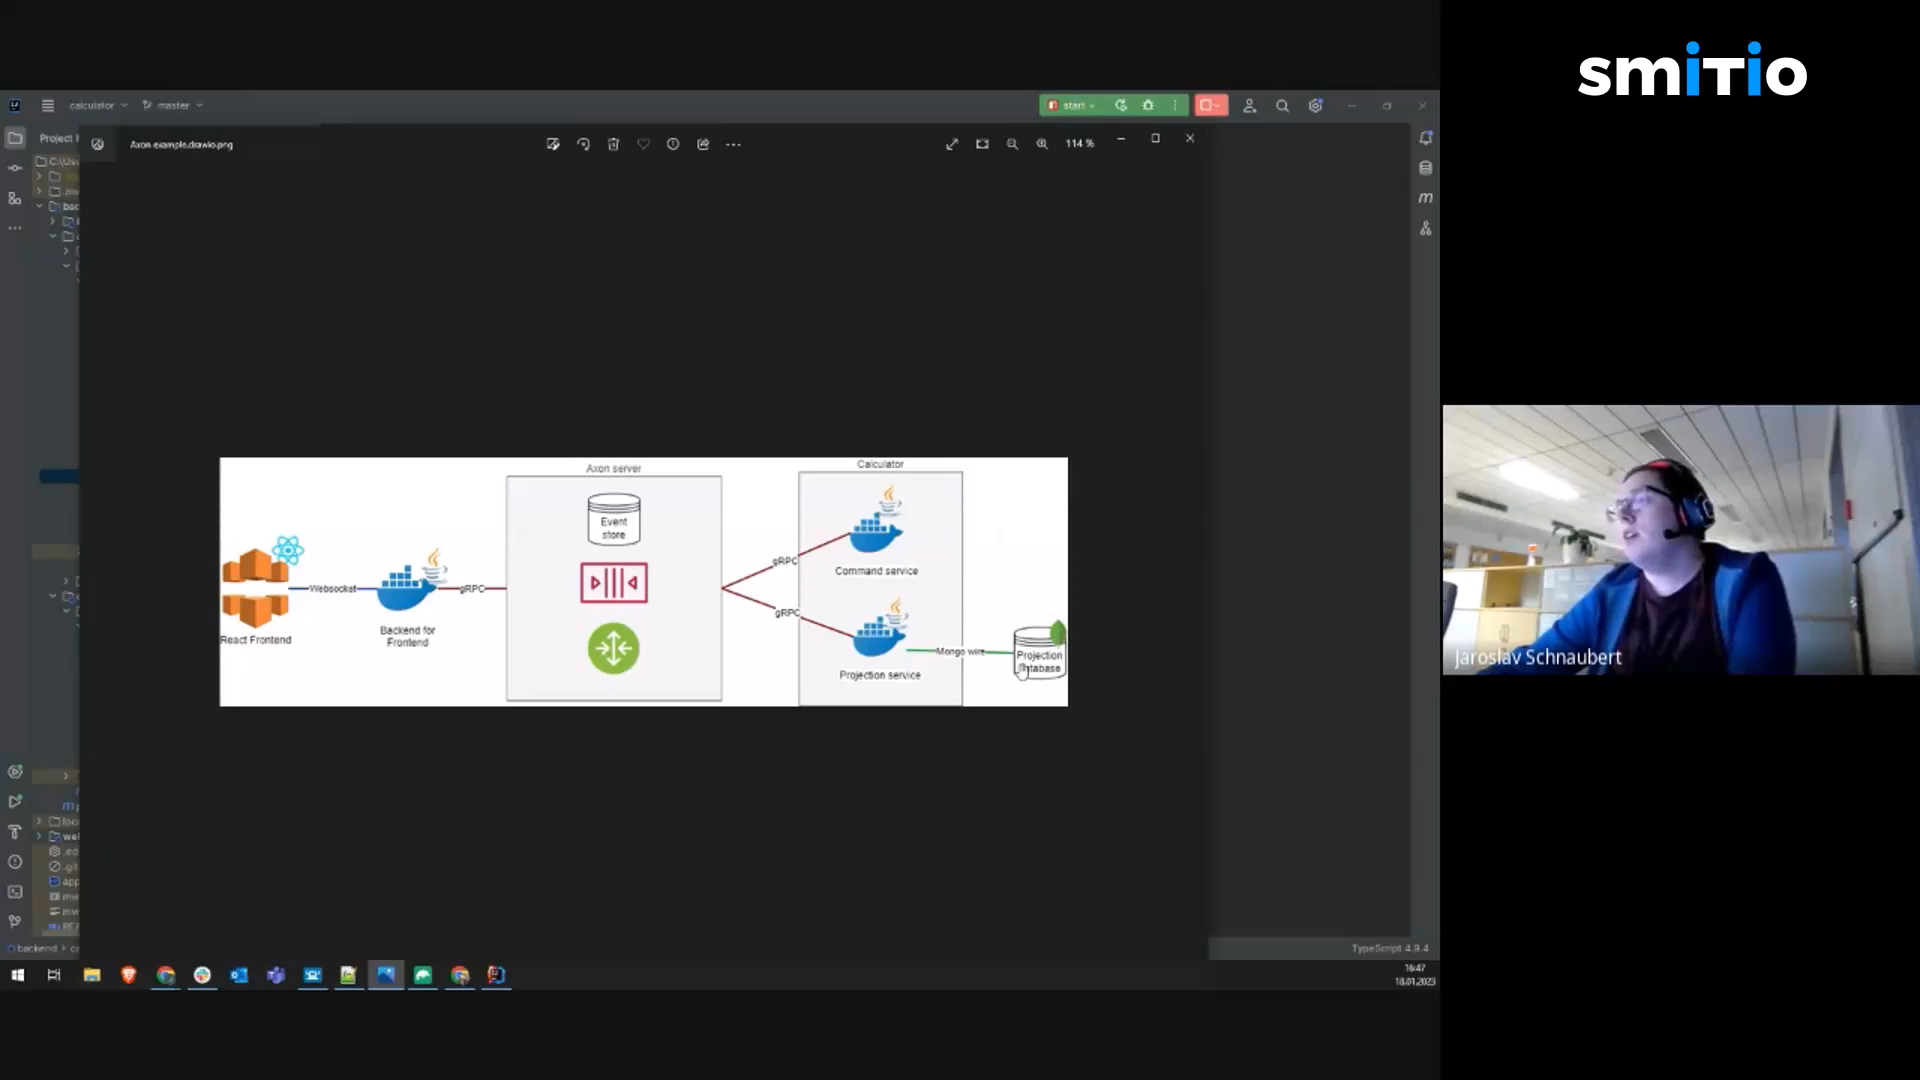 smiTio
calculator
master
start
Project
Axon example.drawio.png
114 %
Axon server
Calculator
Event
store
gRPC
Command service
Websocket
gRPC
gRPC
React Frontend
Backend for
Frontend
Mongo wire
Projection
Projection service
Jaroslav Schnaubert
backend
TypeScript 4.9.4
16:47
18.01.2023